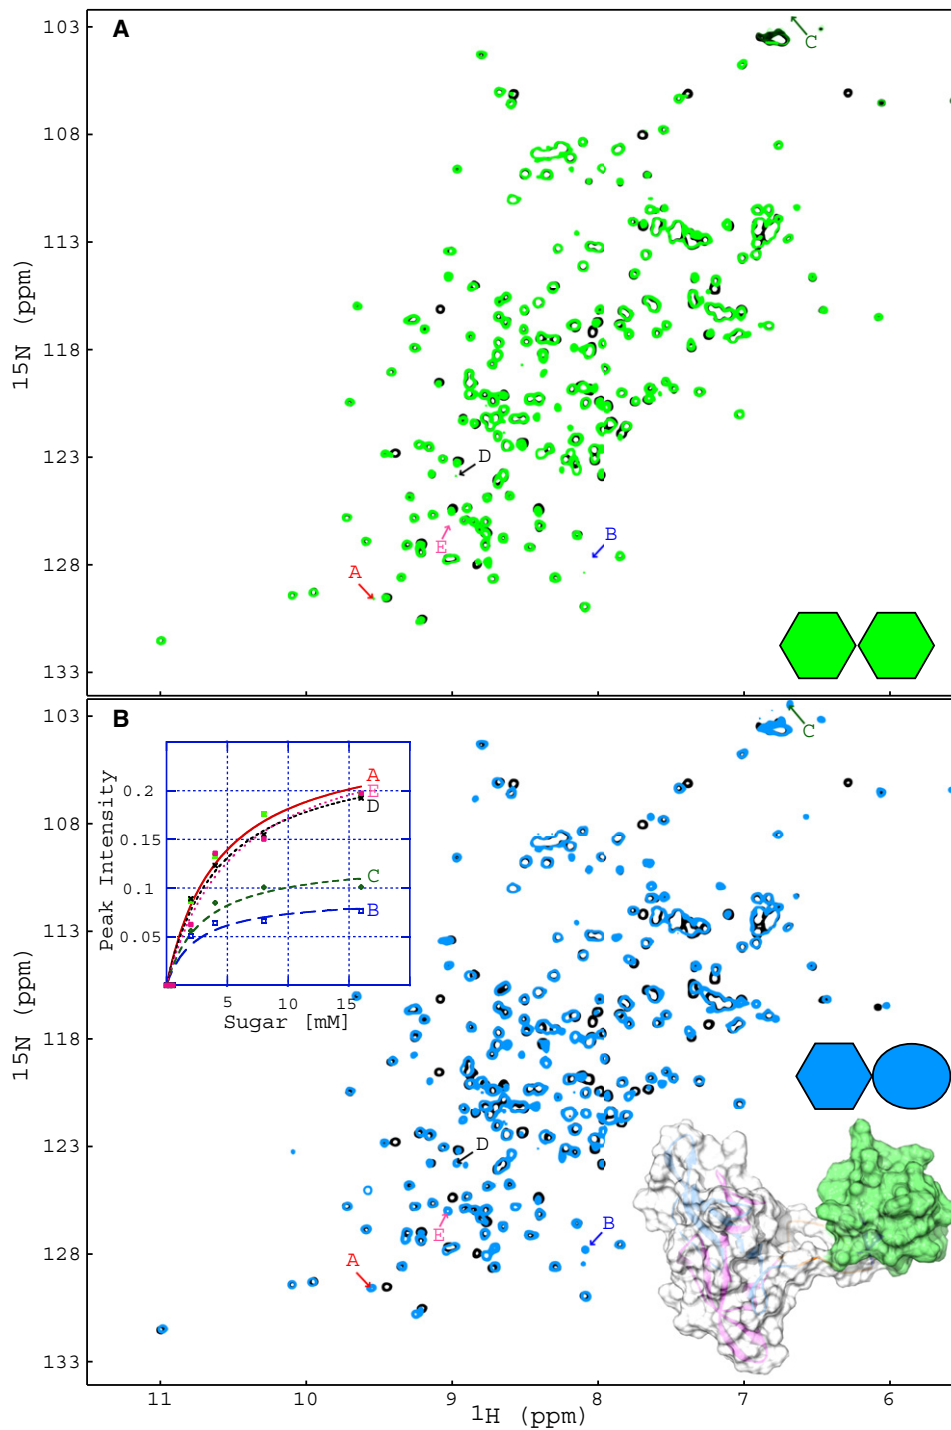 A
103
C
108
113
15N (ppm)
118
123
D
E
B
128
A
133
B
103
C
0.2
A
E
D
0.15
Peak Intensity
0.1
C
B
0.05
5 10 15
Sugar [mM]
108
113
15N (ppm)
118
123
D
E
B
128
A
133
11 10 9 8 7 6
1H (ppm)